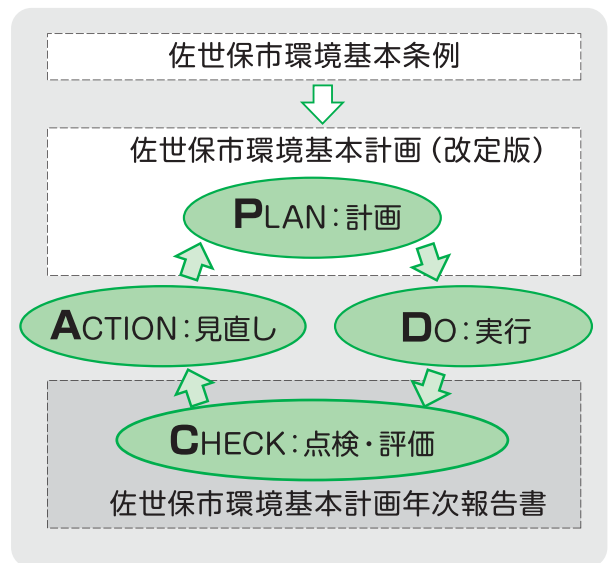 佐世保市環境基本条例
佐世保市環境基本計画（改定版）
PLAN：計画
ACTION：見直し
DO：実行
CHECK：点検・評価
佐世保市環境基本計画年次報告書